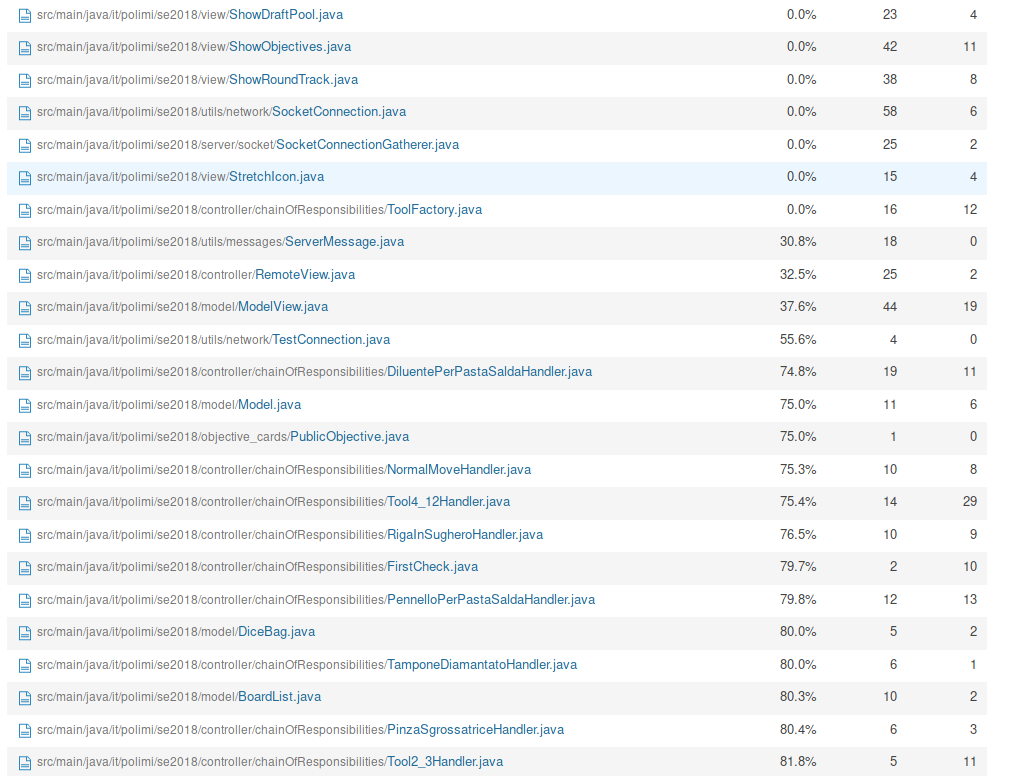 src/main/java/it/polimi/se2018/view/ShowDraftPool.java 0.0% 23 4
src/main/java/it/polimi/se2018/view/ShowObjectives.java 0.0% 42 11
src/main/java/it/polimi/se2018/view/ShowRoundTrack.java 0.0% 38 8
src/main/java/it/polimi/se2018/utils/network/SocketConnection.java 0.0% 58 6
src/main/java/it/polimi/se2018/server/socket/SocketConnectionGatherer.java 0.0% 25 2
src/main/java/it/polimi/se2018/view/StretchIcon.java 0.0% 15 4
src/main/java/it/polimi/se2018/controller/chainOfResponsibilities/ToolFactory.java 0.0% 16 12
src/main/java/it/polimi/se2018/utils/messages/ServerMessage.java 30.8% 18 0
src/main/java/it/polimi/se2018/controller/RemoteView.java 32.5% 25 2
src/main/java/it/polimi/se2018/model/ModelView.java 37.6% 44 19
src/main/java/it/polimi/se2018/utils/network/TestConnection.java 55.6% 4 0
src/main/java/it/polimi/se2018/controller/chainOfResponsibilities/DiluentePerPastaSaldaHandler.java 74.8% 19 11
src/main/java/it/polimi/se2018/model/Model.java 75.0% 11 6
src/main/java/it/polimi/se2018/objective_cards/PublicObjective.java 75.0% 1 0
src/main/java/it/polimi/se2018/controller/chainOfResponsibilities/NormalMoveHandler.java 75.3% 10 8
src/main/java/it/polimi/se2018/controller/chainOfResponsibilities/Tool4_12Handler.java 75.4% 14 29
src/main/java/it/polimi/se2018/controller/chainOfResponsibilities/RigaInSugheroHandler.java 76.5% 10 9
src/main/java/it/polimi/se2018/controller/chainOfResponsibilities/FirstCheck.java 79.7% 2 10
src/main/java/it/polimi/se2018/controller/chainOfResponsibilities/PennelloPerPastaSaldaHandler.java 79.8% 12 13
src/main/java/it/polimi/se2018/model/DiceBag.java 80.0% 5 2
src/main/java/it/polimi/se2018/controller/chainOfResponsibilities/TamponeDiamantatoHandler.java 80.0% 6 1
src/main/java/it/polimi/se2018/model/BoardList.java 80.3% 10 2
src/main/java/it/polimi/se2018/controller/chainOfResponsibilities/PinzaSgrossatriceHandler.java 80.4% 6 3
src/main/java/it/polimi/se2018/controller/chainOfResponsibilities/Tool2_3Handler.java 81.8% 5 11